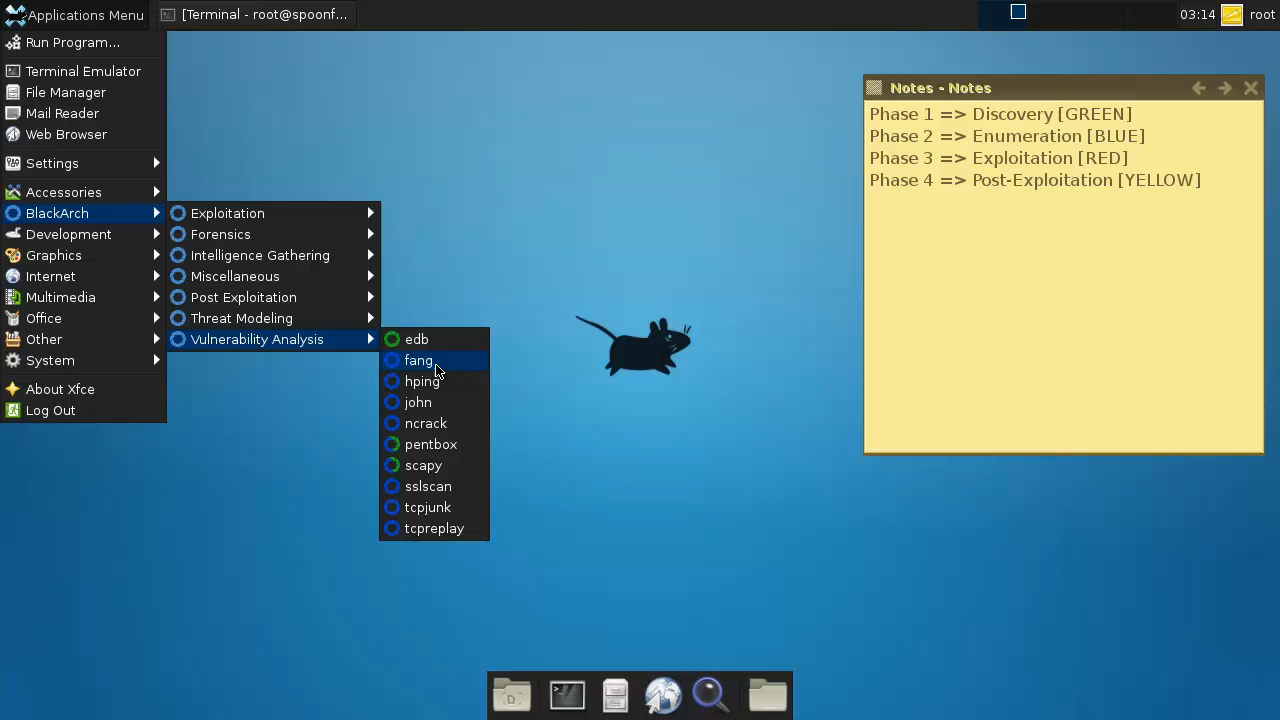 Applications Menu
[Terminal - root@spoonf...
03:14
root
Run Program...
Terminal Emulator
File Manager
Mail Reader
Web Browser
Settings
Accessories
BlackArch
Development
Graphics
Internet
Multimedia
Office
Other
System
About Xfce
Log Out
Exploitation
Forensics
Intelligence Gathering
Miscellaneous
Post Exploitation
Threat Modeling
Vulnerability Analysis
edb
fang
hping
john
ncrack
pentbox
scapy
sslscan
tcpjunk
tcpreplay
Notes - Notes
Phase 1 => Discovery [GREEN]
Phase 2 => Enumeration [BLUE]
Phase 3 => Exploitation [RED]
Phase 4 => Post-Exploitation [YELLOW]